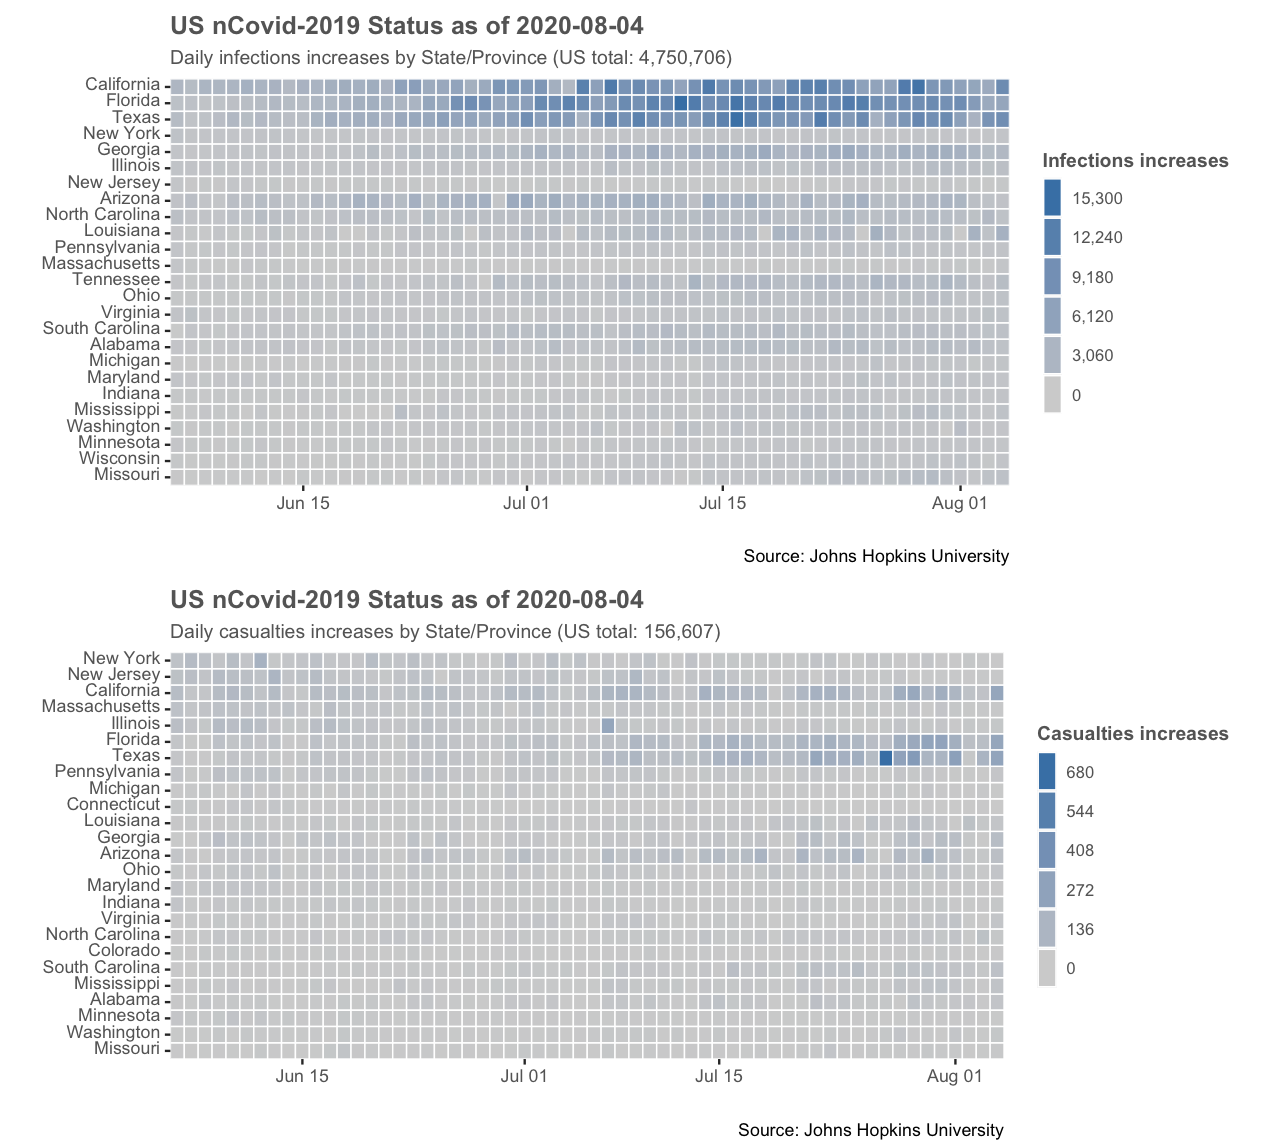 US nCovid-2019 Status as of 2020-08-04
Daily infections increases by State/Province (US total: 4,750,706)
California
Florida
Texas
New York
Georgia
Illinois
New Jersey
Arizona
North Carolina
Louisiana
Pennsylvania
Massachusetts
Tennessee
Ohio
Virginia
South Carolina
Alabama
Michigan
Maryland
Indiana
Mississippi
Washington
Minnesota
Wisconsin
Missouri
Jun 15
Jul 01
Jul 15
Aug 01
Infections increases
15,300
12,240
9,180
6,120
3,060
0
Source: Johns Hopkins University
US nCovid-2019 Status as of 2020-08-04
Daily casualties increases by State/Province (US total: 156,607)
New York
New Jersey
California
Massachusetts
Illinois
Florida
Texas
Pennsylvania
Michigan
Connecticut
Louisiana
Georgia
Arizona
Ohio
Maryland
Indiana
Virginia
North Carolina
Colorado
South Carolina
Mississippi
Alabama
Minnesota
Washington
Missouri
Jun 15
Jul 01
Jul 15
Aug 01
Casualties increases
680
544
408
272
136
0
Source: Johns Hopkins University